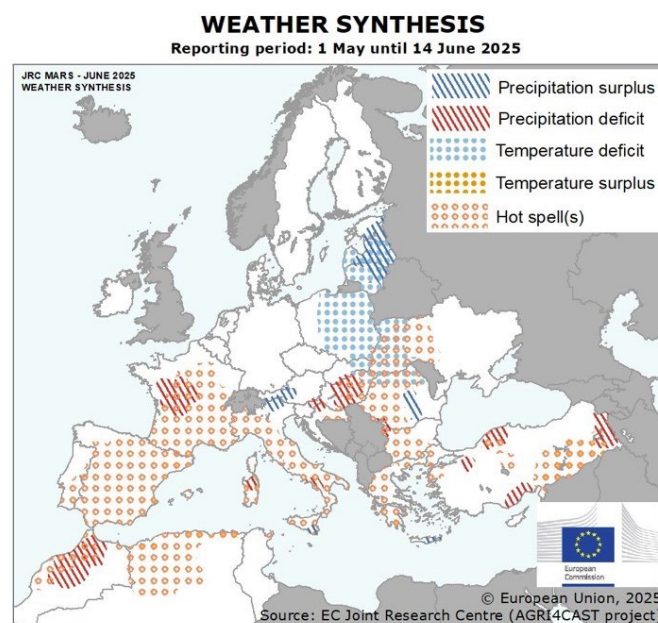 WEATHER SYNTHESIS
Reporting period: 1 May until 14 June 2025
JRC MARS - JUNE 2025
WEATHER SYNTHESIS
Precipitation surplus
Precipitation deficit
Temperature deficit
Temperature surplus
Hot spell(s)
European
Commission
© European Union, 2025
Source: EC Joint Research Centre (AGRI4CAST project)